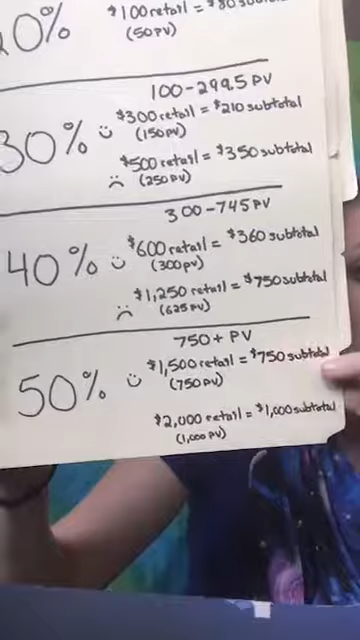 $100 retail = $80 subtotal
20%
(50 PV)
100-299.5 PV
30% :) $300 retail = $210 subtotal
(150 PV)
$500 retail = $350 subtotal
:( (250 PV)
300-745 PV
40% :) $600 retail = $360 subtotal
(300 PV)
$1,250 retail = $750 subtotal
:( (625 PV)
750+ PV
50% :) $1,500 retail = $750 subtotal
(750 PV)
$2,000 retail = $1,000 subtotal
(1,000 PV)